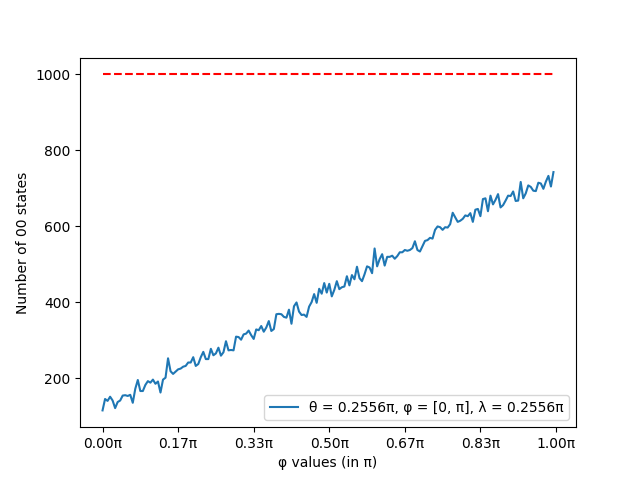 1000
800
600
400
200
Number of 00 states
θ = 0.2556π, φ = [0, π], λ = 0.2556π
0.00π 0.17π 0.33π 0.50π 0.67π 0.83π 1.00π
φ values (in π)